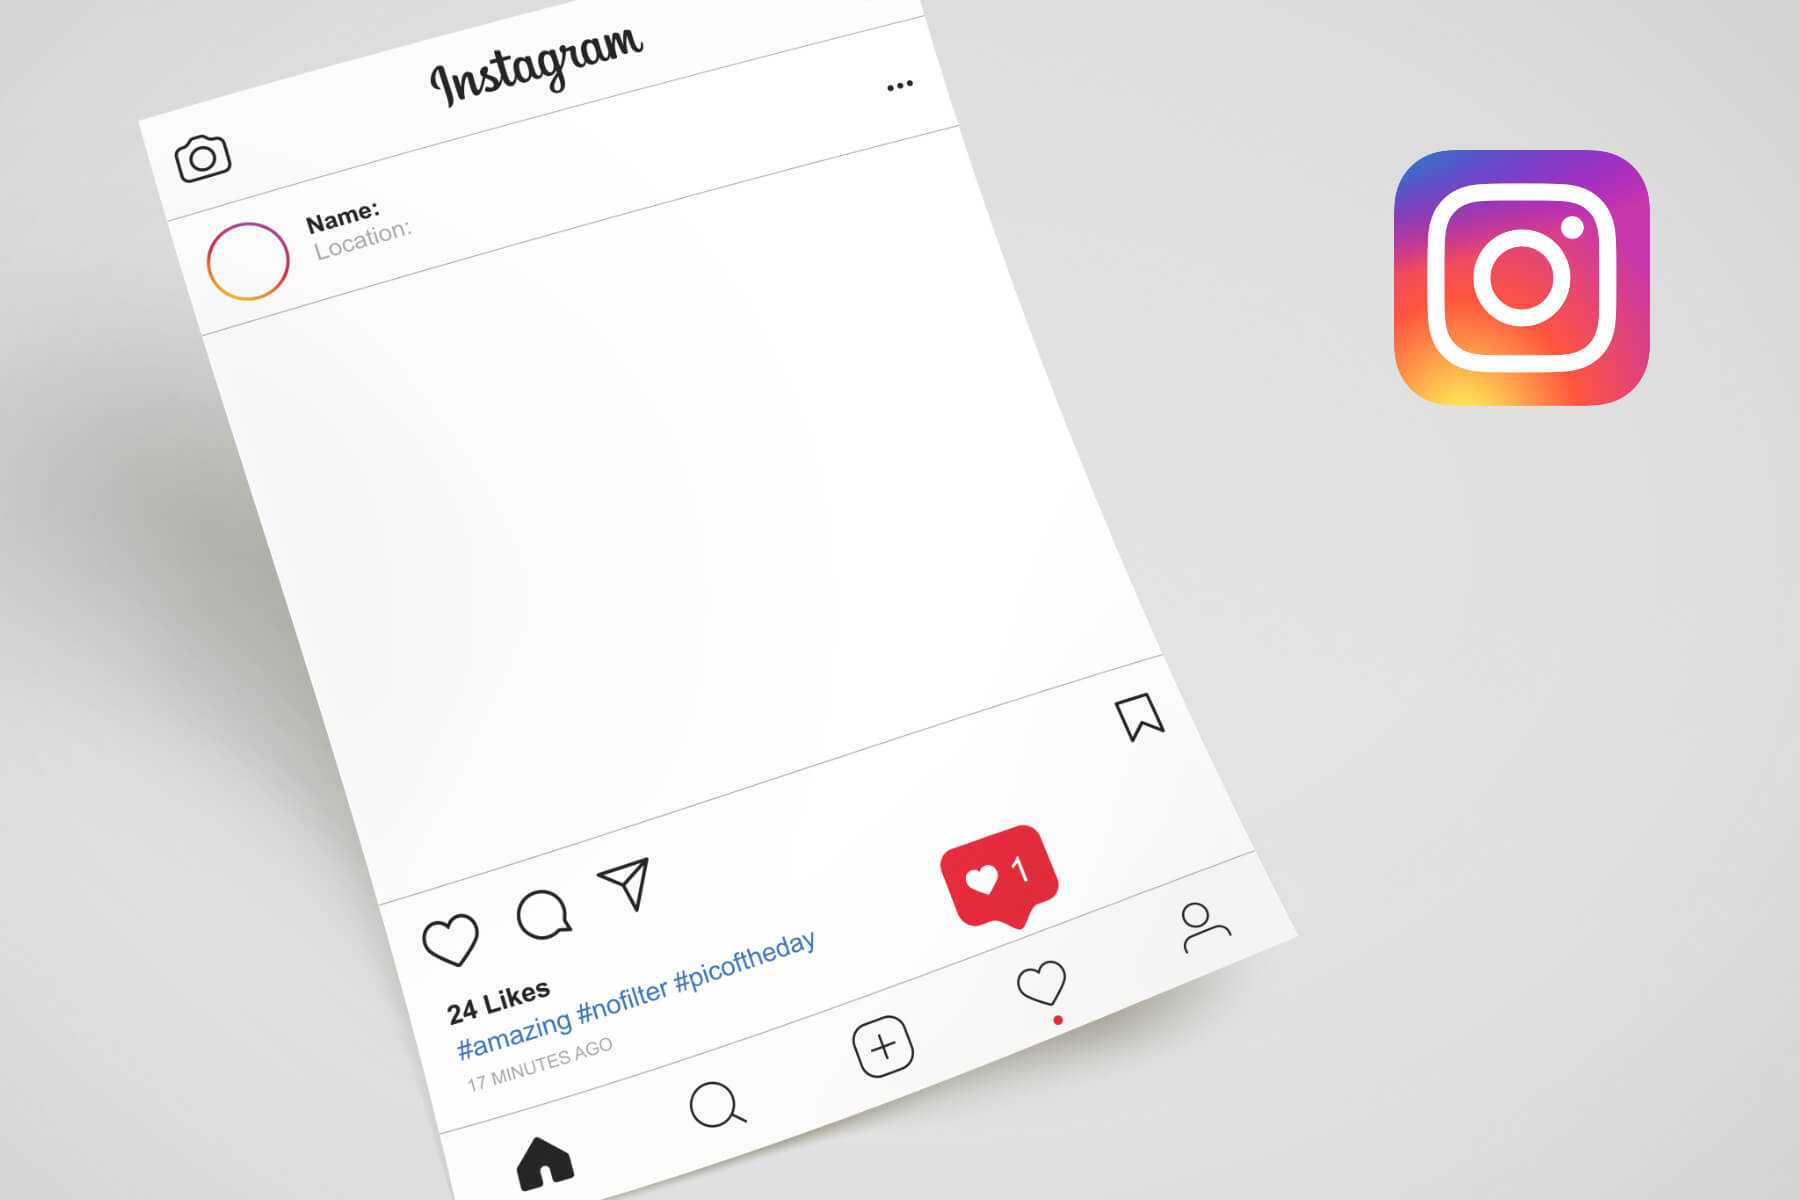 Instagram
Name:
Location:
1
24 Likes
#amazing #nofilter #picoftheday
17 MINUTES AGO